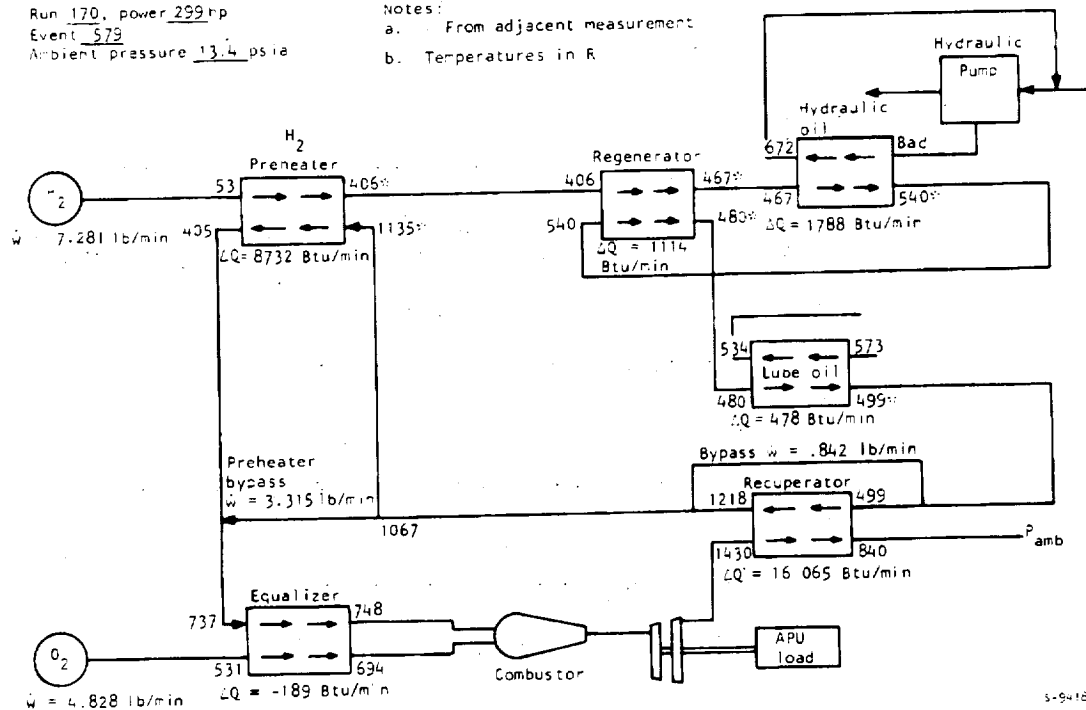 Run 170, power 299 hp
Event 579
Ambient pressure 13.4 psia
Notes:
a. From adjacent measurement
b. Temperatures in R
Hydraulic
Pump
Hydraulic
oil
Bad
672
467
540*
ΔQ = 1788 Btu/min
H2
Preheater
53
406*
405
1135*
ΔQ = 8732 Btu/min
H2
ẇ = 7.281 lb/min
Regenerator
406
467*
540
480*
ΔQ = 1114
Btu/min
534
573
Lube oil
480
499*
ΔQ = 478 Btu/min
Bypass ẇ = .842 lb/min
Recuperator
1218
499
1430
840
Pamb
ΔQ = 16 065 Btu/min
Preheater
bypass
ẇ = 3.315 lb/min
1067
Equalizer
737
748
531
694
O2
ẇ = 4.828 lb/min
ΔQ = -189 Btu/min
Combustor
APU
load